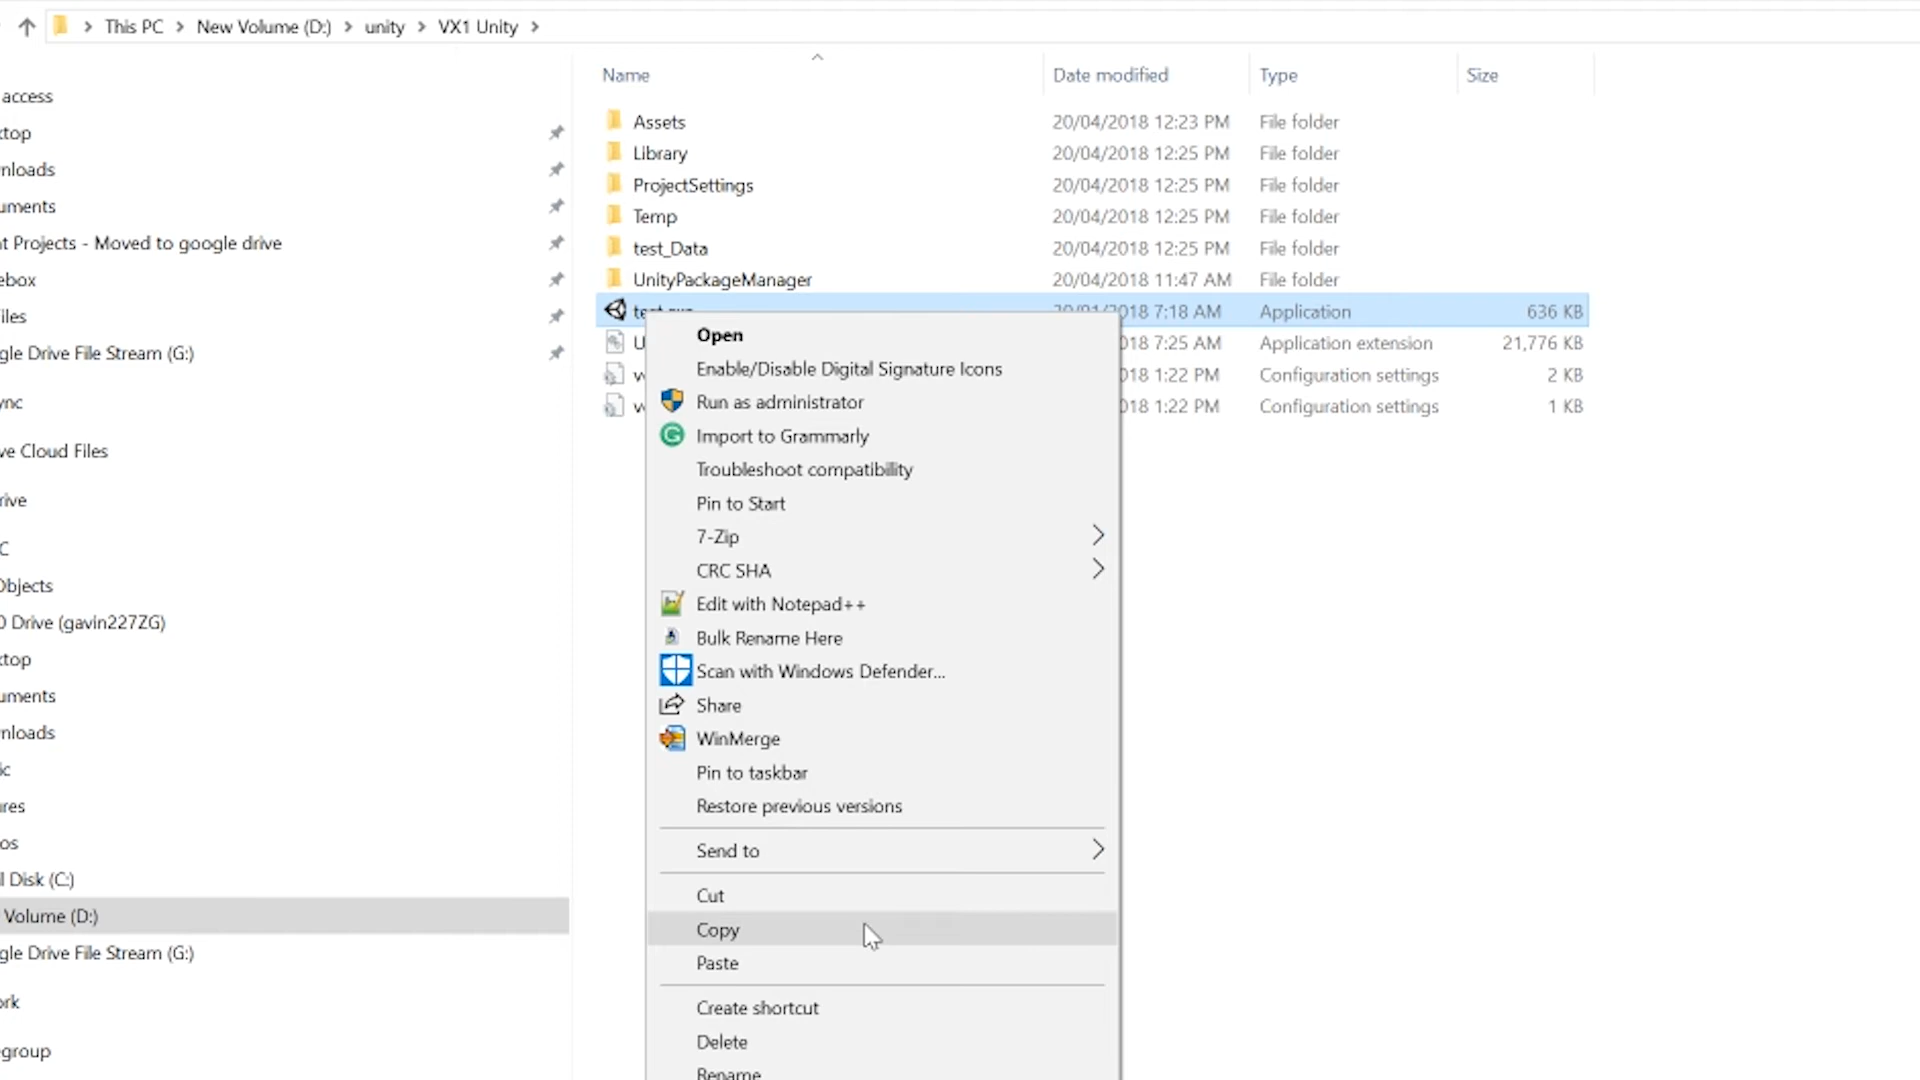 This PC > New Volume (D:) > unity > VX1 Unity >
Name Date modified Type Size
access
Assets 20/04/2018 12:23 PM File folder
ktop
Library 20/04/2018 12:25 PM File folder
nloads
ProjectSettings 20/04/2018 12:25 PM File folder
uments
Temp 20/04/2018 12:25 PM File folder
nt Projects - Moved to google drive
test_Data 20/04/2018 12:25 PM File folder
ebox
UnityPackageManager 20/04/2018 11:47 AM File folder
iles
018 7:18 AM Application 636 KB
Open
U 018 7:25 AM Application extension 21,776 KB
gle Drive File Stream (G:)
Enable/Disable Digital Signature Icons
018 1:22 PM Configuration settings 2 KB
ync
Run as administrator
018 1:22 PM Configuration settings 1 KB
Import to Grammarly
ve Cloud Files
Troubleshoot compatibility
rive
Pin to Start
7-Zip
C
CRC SHA
Objects
Edit with Notepad++
D Drive (gavin227ZG)
Bulk Rename Here
ktop
Scan with Windows Defender...
uments
Share
nloads
WinMerge
ic
Pin to taskbar
ures
Restore previous versions
os
Send to
l Disk (C:)
Cut
Volume (D:)
Copy
gle Drive File Stream (G:)
Paste
ork
Create shortcut
Delete
egroup
Rename